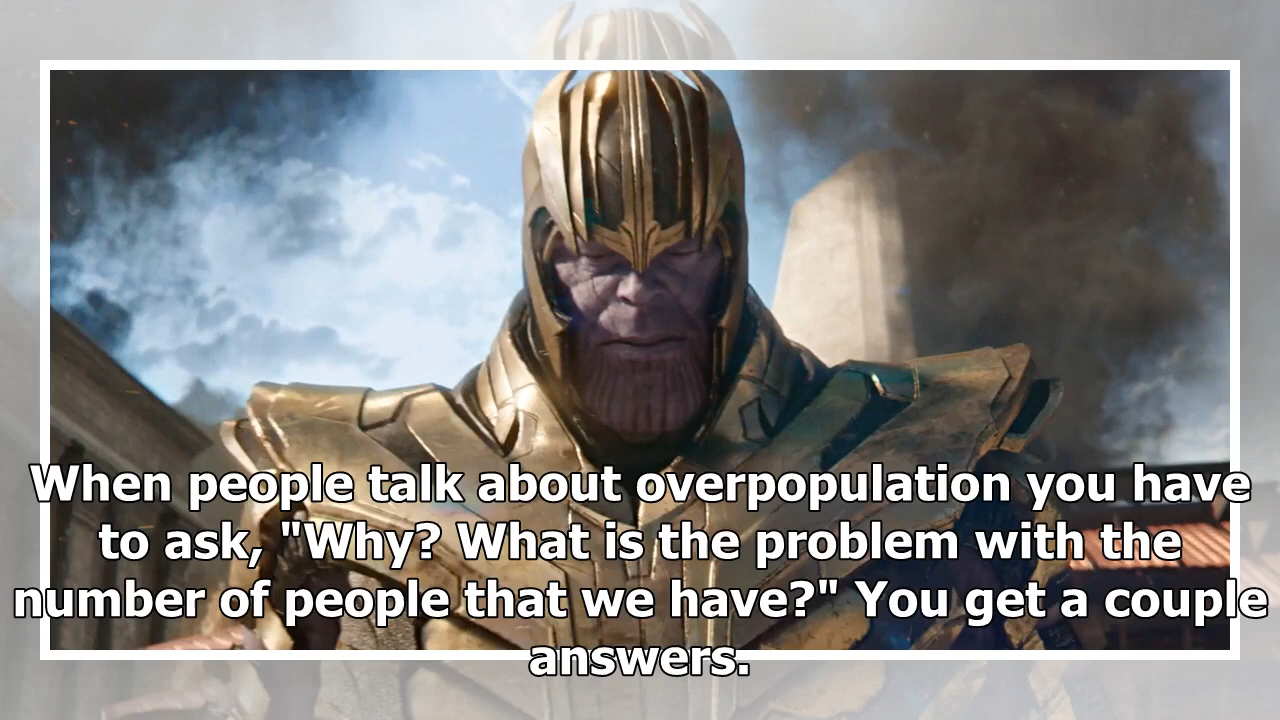 When people talk about overpopulation you have
to ask, "Why? What is the problem with the
number of people that we have?" You get a couple
answers.